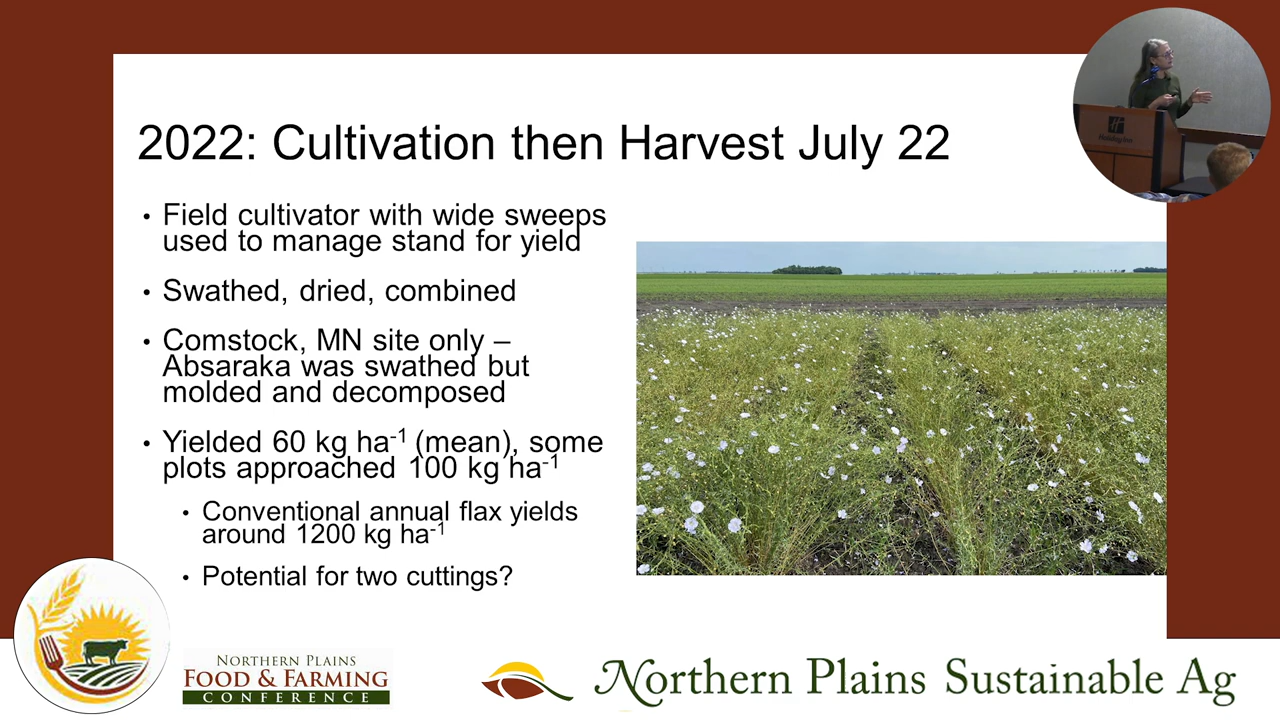 2022: Cultivation then Harvest July 22
• Field cultivator with wide sweeps
used to manage stand for yield
• Swathed, dried, combined
• Comstock, MN site only –
Absaraka was swathed but
molded and decomposed
• Yielded 60 kg ha-1 (mean), some
plots approached 100 kg ha-1
• Conventional annual flax yields
around 1200 kg ha-1
• Potential for two cuttings?
Holiday Inn
NORTHERN PLAINS
FOOD & FARMING
CONFERENCE
Northern Plains Sustainable Ag